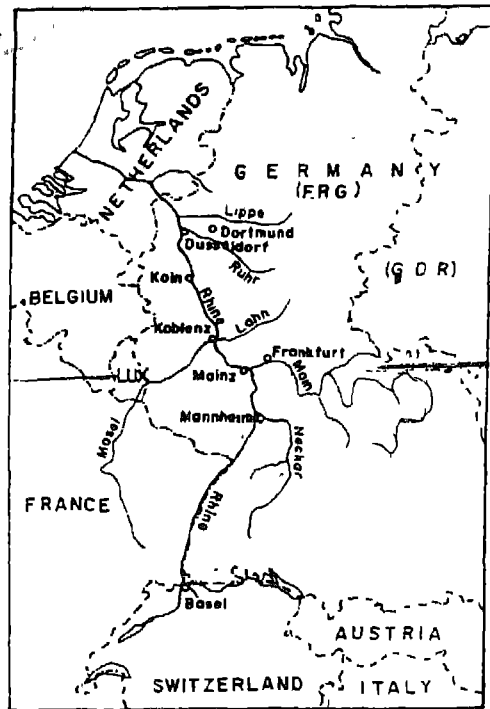 NETHERLANDS
GERMANY
(F.R.G)
Lippe
Dortmund
Dusseldorf
Ruhr
(G D R)
Koln
BELGIUM
Rhine
Lahn
Koblenz
Frankfurt
LUX
Mainz
Main
Mosel
Mannheim
Neckar
FRANCE
Rhine
Basel
AUSTRIA
SWITZERLAND
ITALY